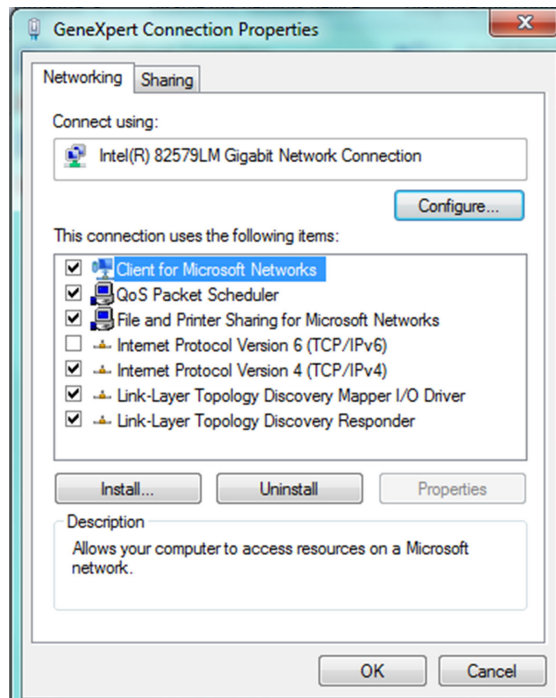 GeneXpert Connection Properties
Networking
Sharing
Connect using:
Intel(R) 82579LM Gigabit Network Connection
Configure...
This connection uses the following items:
Client for Microsoft Networks
QoS Packet Scheduler
File and Printer Sharing for Microsoft Networks
Internet Protocol Version 6 (TCP/IPv6)
Internet Protocol Version 4 (TCP/IPv4)
Link-Layer Topology Discovery Mapper I/O Driver
Link-Layer Topology Discovery Responder
Install...
Uninstall
Properties
Description
Allows your computer to access resources on a Microsoft
network.
OK
Cancel